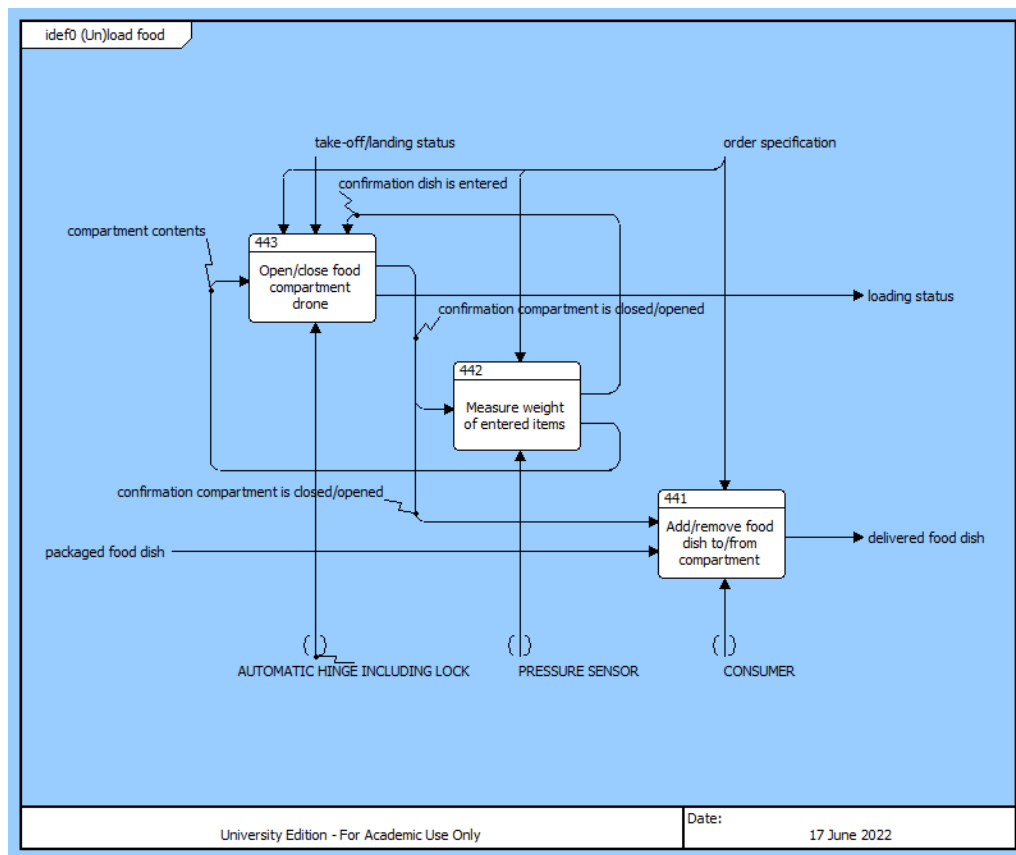 idef0 (Un)load food
take-off/landing status
order specification
confirmation dish is entered
compartment contents
443
Open/close food
compartment
drone
loading status
confirmation compartment is closed/opened
442
Measure weight
of entered items
confirmation compartment is closed/opened
441
Add/remove food
dish to/from
compartment
packaged food dish
delivered food dish
AUTOMATIC HINGE INCLUDING LOCK
PRESSURE SENSOR
CONSUMER
University Edition - For Academic Use Only
Date:
17 June 2022